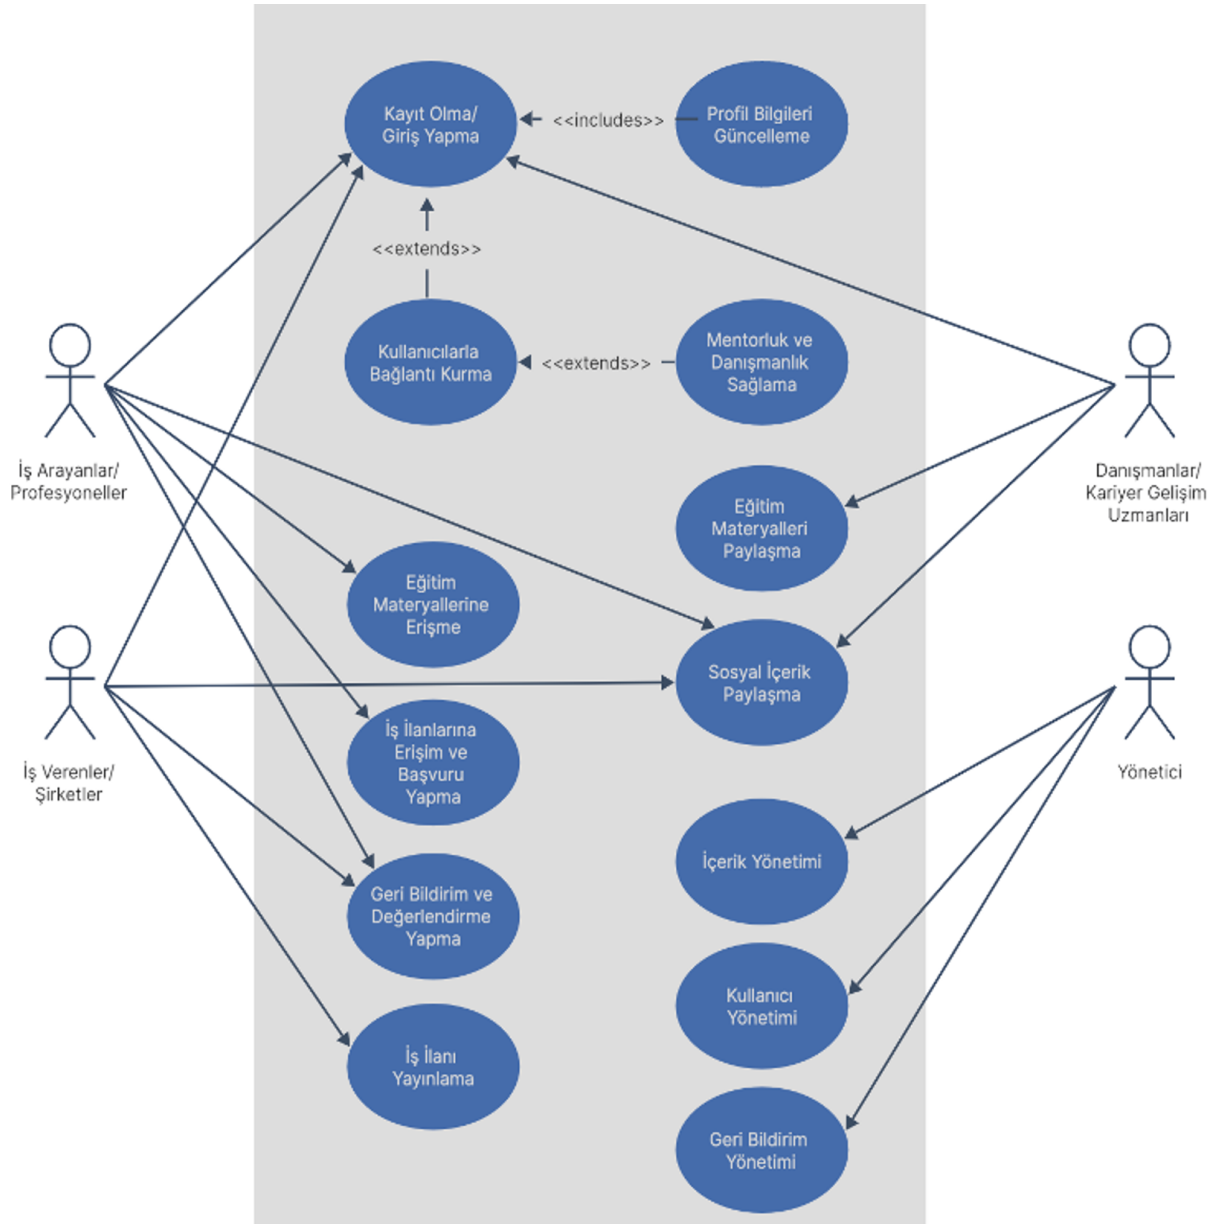 Kayıt Olma/
Giriş Yapma
<<includes>>
Profil Bilgileri
Güncelleme
<<extends>>
Kullanıcılarla
Bağlantı Kurma
<<extends>>
Mentorluk ve
Danışmanlık
Sağlama
İş Arayanlar/
Profesyoneller
Danışmanlar/
Kariyer Gelişim
Uzmanları
Eğitim
Materyalleri
Paylaşma
Eğitim
Materyallerine
Erişme
Sosyal İçerik
Paylaşma
İş Verenler/
Şirketler
İş İlanlarına
Erişim ve
Başvuru
Yapma
Yönetici
İçerik Yönetimi
Geri Bildirim ve
Değerlendirme
Yapma
Kullanıcı
Yönetimi
İş İlanı
Yayınlama
Geri Bildirim
Yönetimi